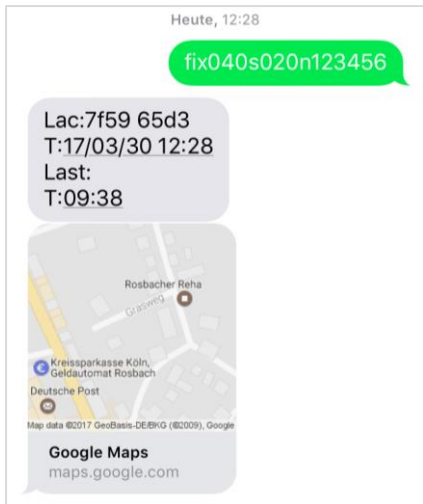 Heute, 12:28
fix040s020n123456
Lac:7f59 65d3
T:17/03/30 12:28
Last:
T:09:38
Rosbacher Reha
Grasweg
Kreissparkasse Köln,
Geldautomat Rosbach
Deutsche Post
Map data ©2017 GeoBasis-DE/BKG (©2009), Google
Google Maps
maps.google.com